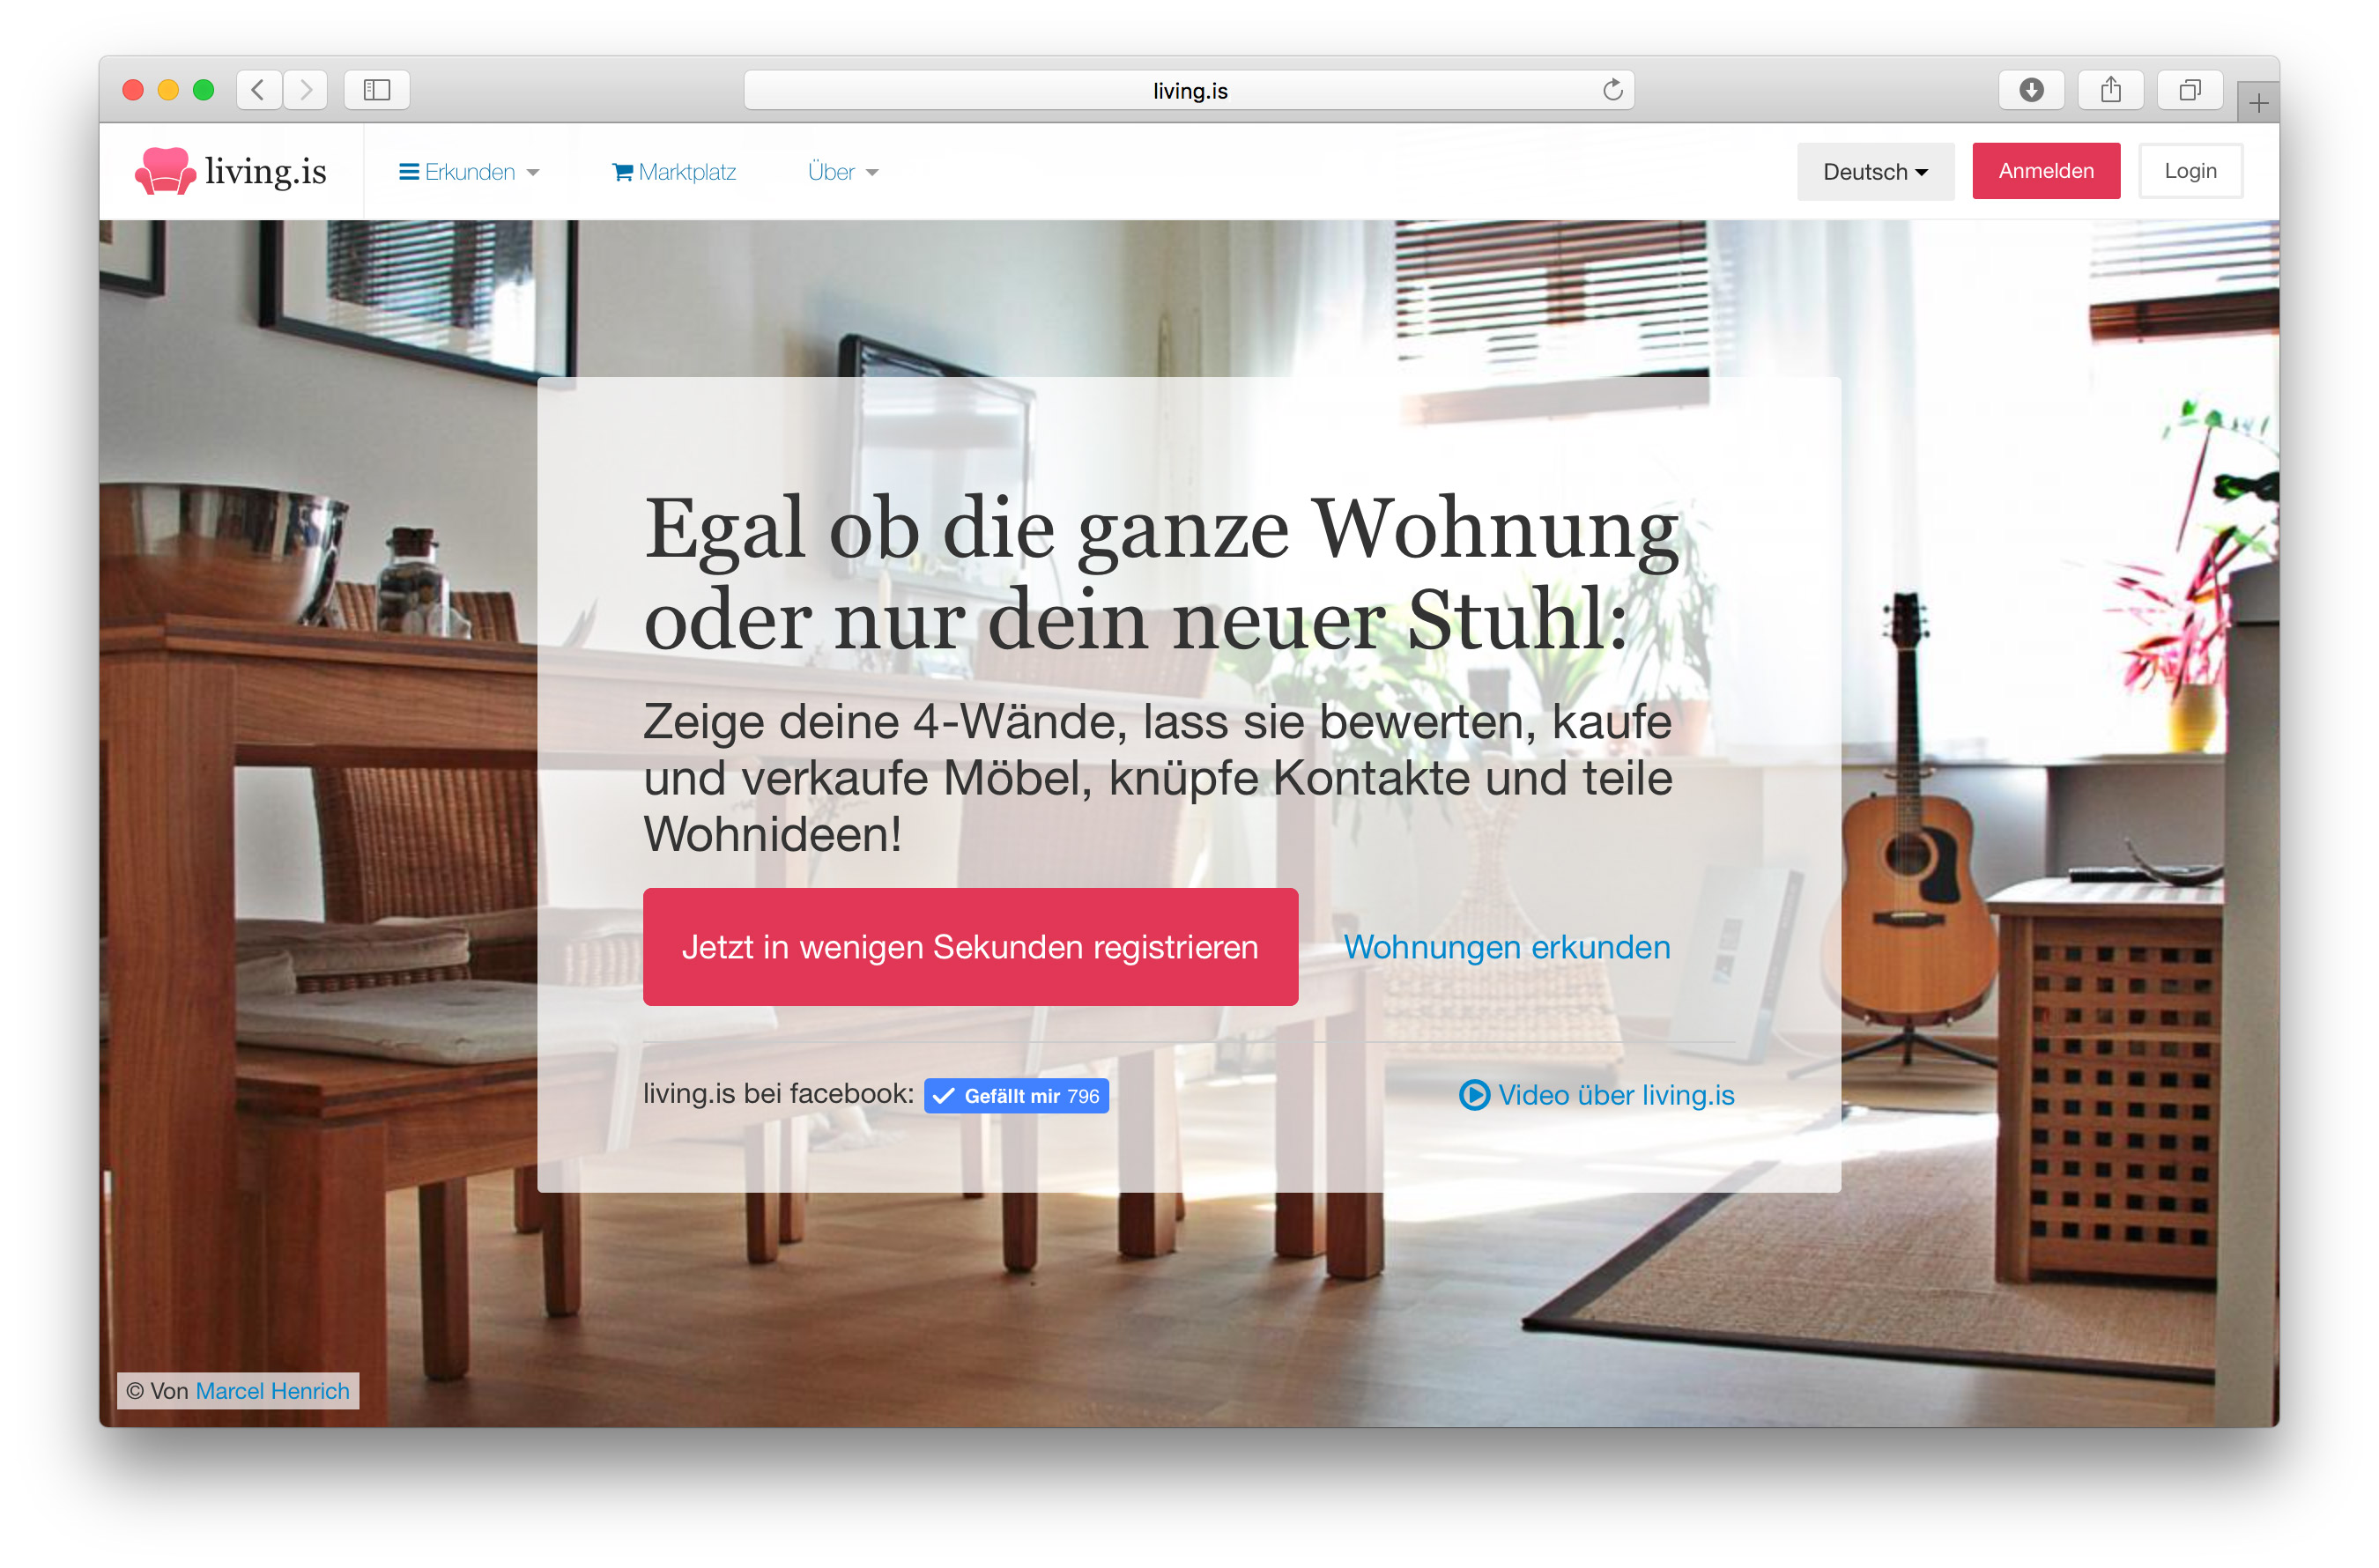 living.is
living.is
Erkunden
Marktplatz
Über
Deutsch
Anmelden
Login
Egal ob die ganze Wohnung
oder nur dein neuer Stuhl:
Zeige deine 4-Wände, lass sie bewerten, kaufe
und verkaufe Möbel, knüpfe Kontakte und teile
Wohnideen!
Jetzt in wenigen Sekunden registrieren
Wohnungen erkunden
living.is bei facebook: Gefällt mir 796
Video über living.is
© Von Marcel Henrich